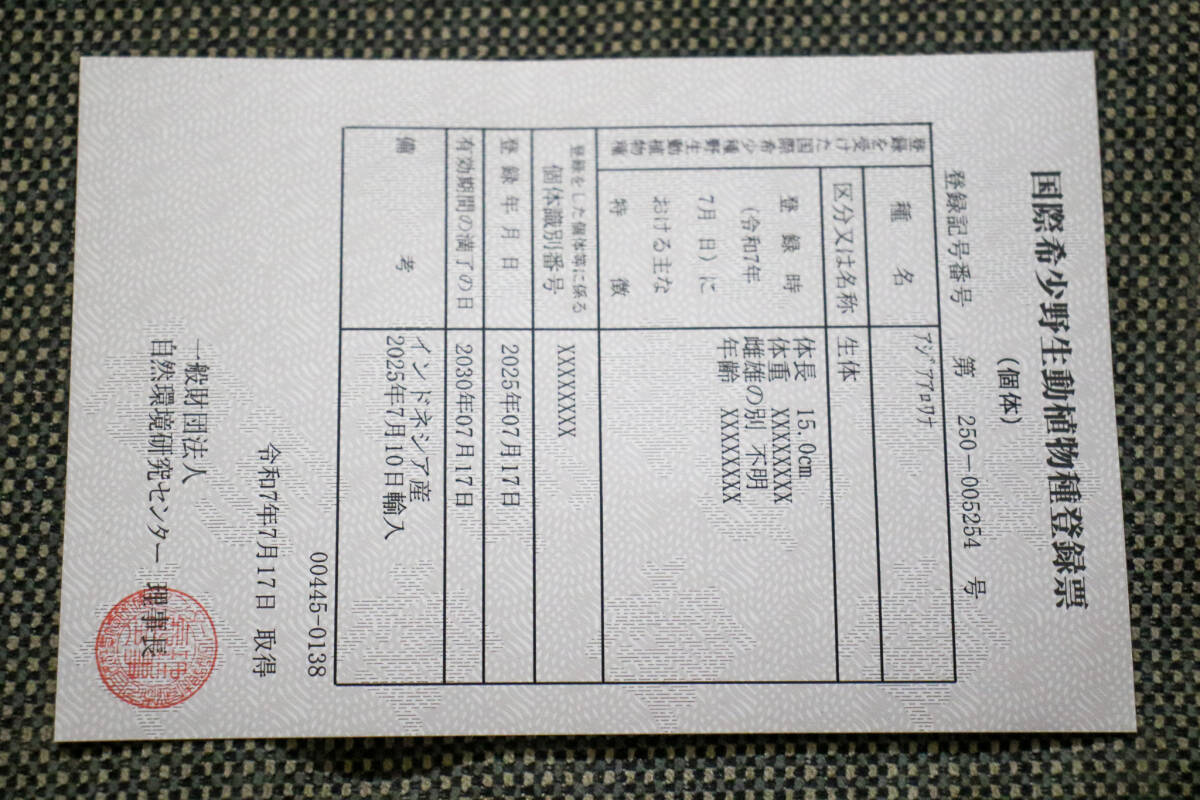 国際希少野生動植物種登録票
(個体)
登録記号番号 第 250-005254 号
登録を受けた国際希少野生動植物種
種名 アジアアロワナ
区分又は名称 生体
登録時
(令和7年
7月 日)に
おける主な
特徴
体長 15.0cm
体重 XXXXXXXX
雌雄の別 不明
年齢 XXXXXXXX
登録をした個体等に係る
個体識別番号 XXXXXXXX
登録年月日 2025年07月17日
有効期間の満了の日 2030年07月17日
備考 インドネシア産
2025年7月10日輸入
00445-0138
令和7年7月17日 取得
一般財団法人
自然環境研究センター 理事長